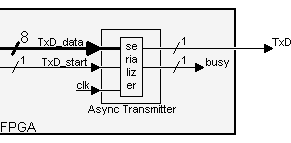 8
TxD_data
1
TxD_start
clk
se
ria
liz
er
1
TxD
1
busy
Async Transmitter
FPGA